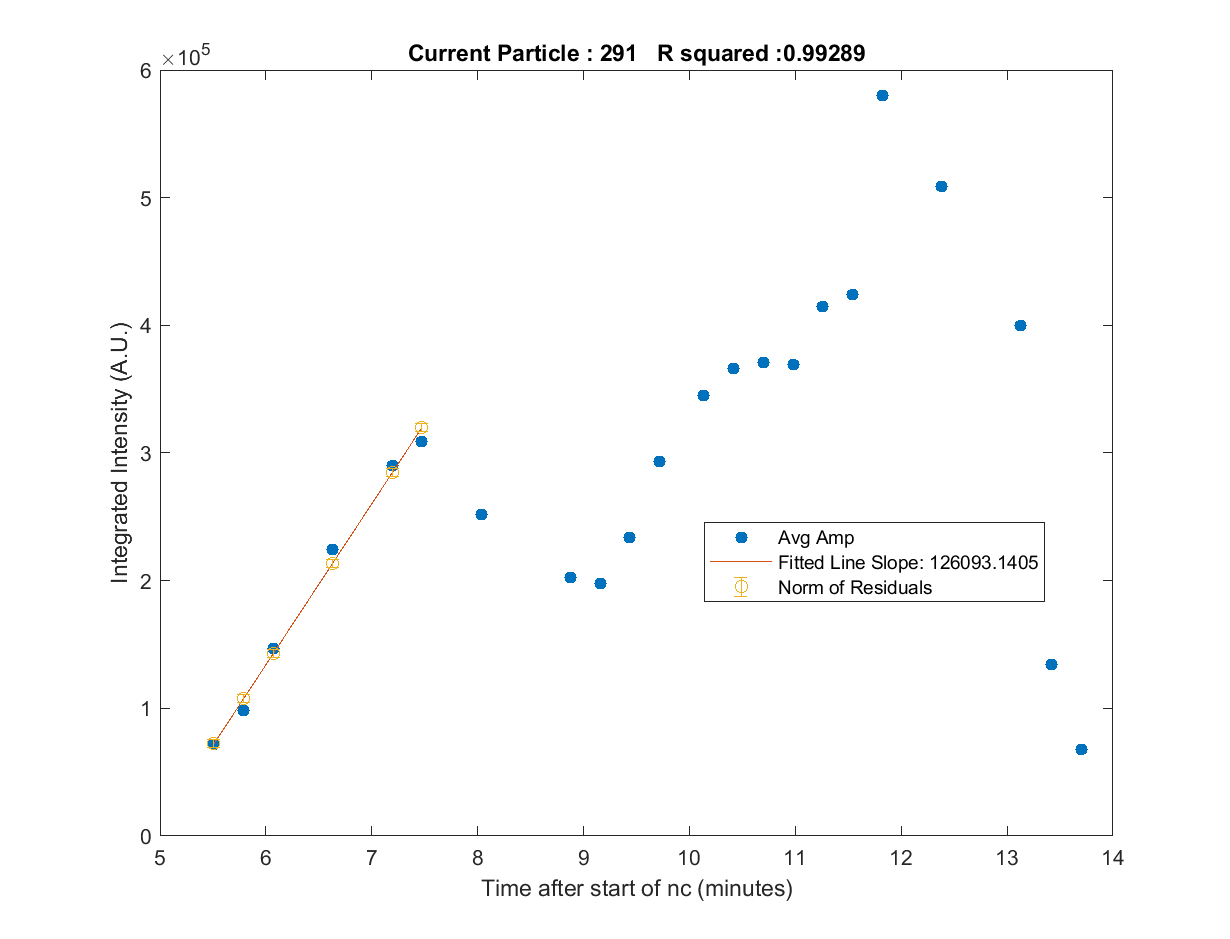 Current Particle : 291 R squared :0.99289
×10^5
6
5
4
3
2
1
0
Integrated Intensity (A.U.)
Avg Amp
Fitted Line Slope: 126093.1405
Norm of Residuals
5 6 7 8 9 10 11 12 13 14
Time after start of nc (minutes)